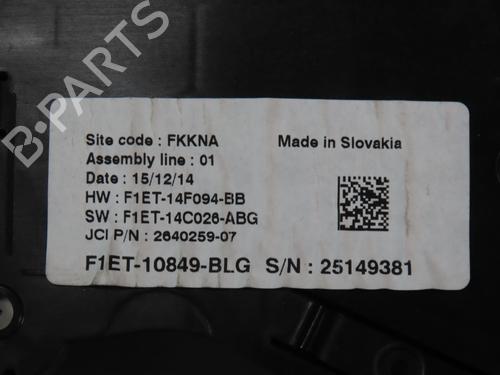 B-PARTS
Site code : FKKNA
Made in Slovakia
Assembly line : 01
Date : 15/12/14
HW : F1ET-14F094-BB
SW : F1ET-14C026-ABG
JCI P/N : 2640259-07
F1ET-10849-BLG S/N : 25149381